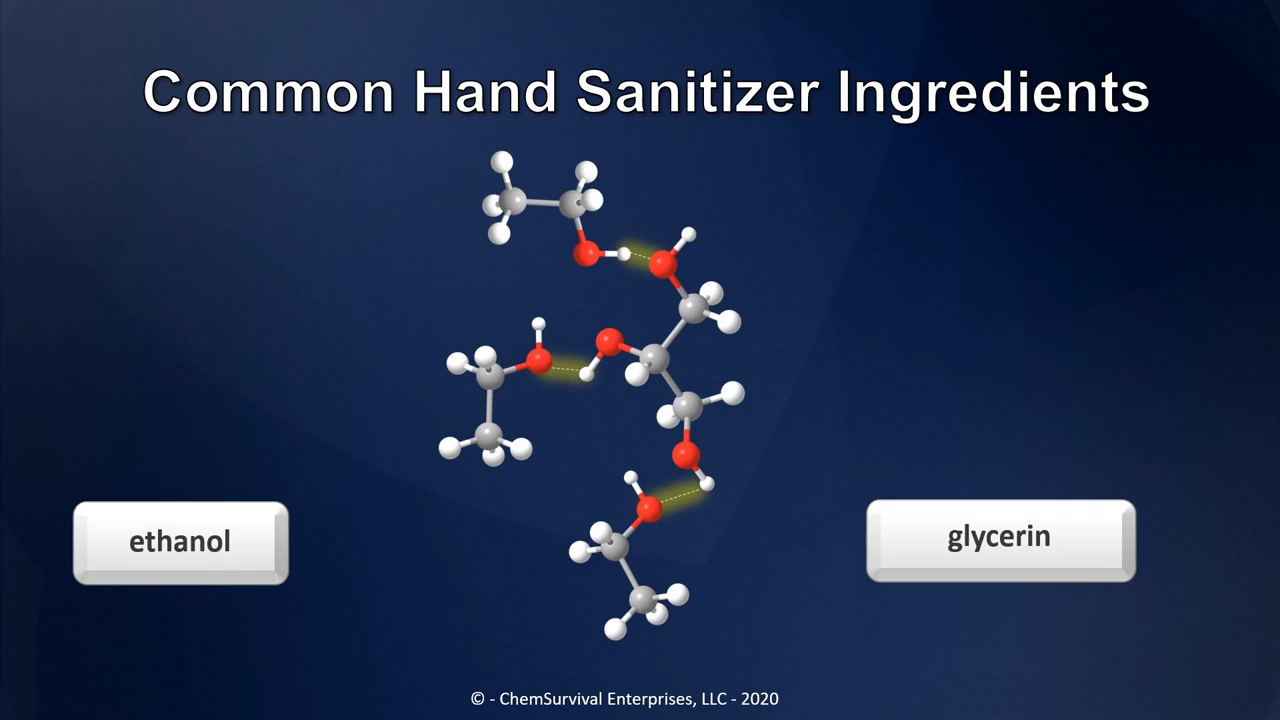 Common Hand Sanitizer Ingredients
ethanol
glycerin
© - ChemSurvival Enterprises, LLC - 2020